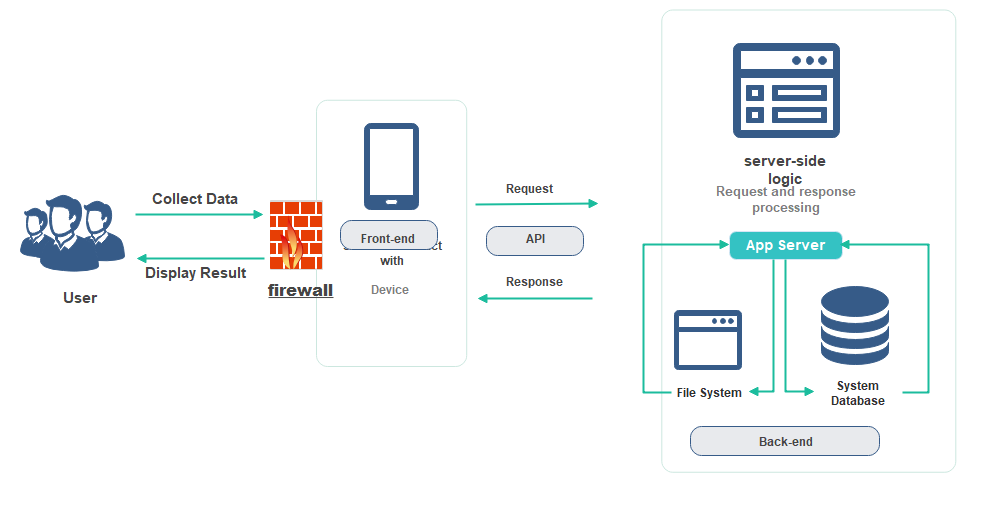 Collect Data
Display Result
User
firewall
Front-end
with
Device
Request
API
Response
server-side
logic
Request and response
processing
App Server
File System
System
Database
Back-end